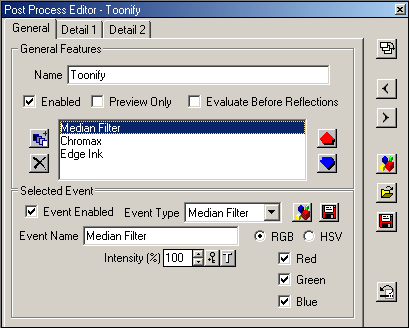 Post Process Editor - Toonify
General Detail 1 Detail 2
General Features
Name Toonify
Enabled Preview Only Evaluate Before Reflections
Median Filter
Chromax
Edge Ink
Selected Event
Event Enabled Event Type Median Filter
Event Name Median Filter RGB HSV
Intensity (%) 100 T
Red
Green
Blue